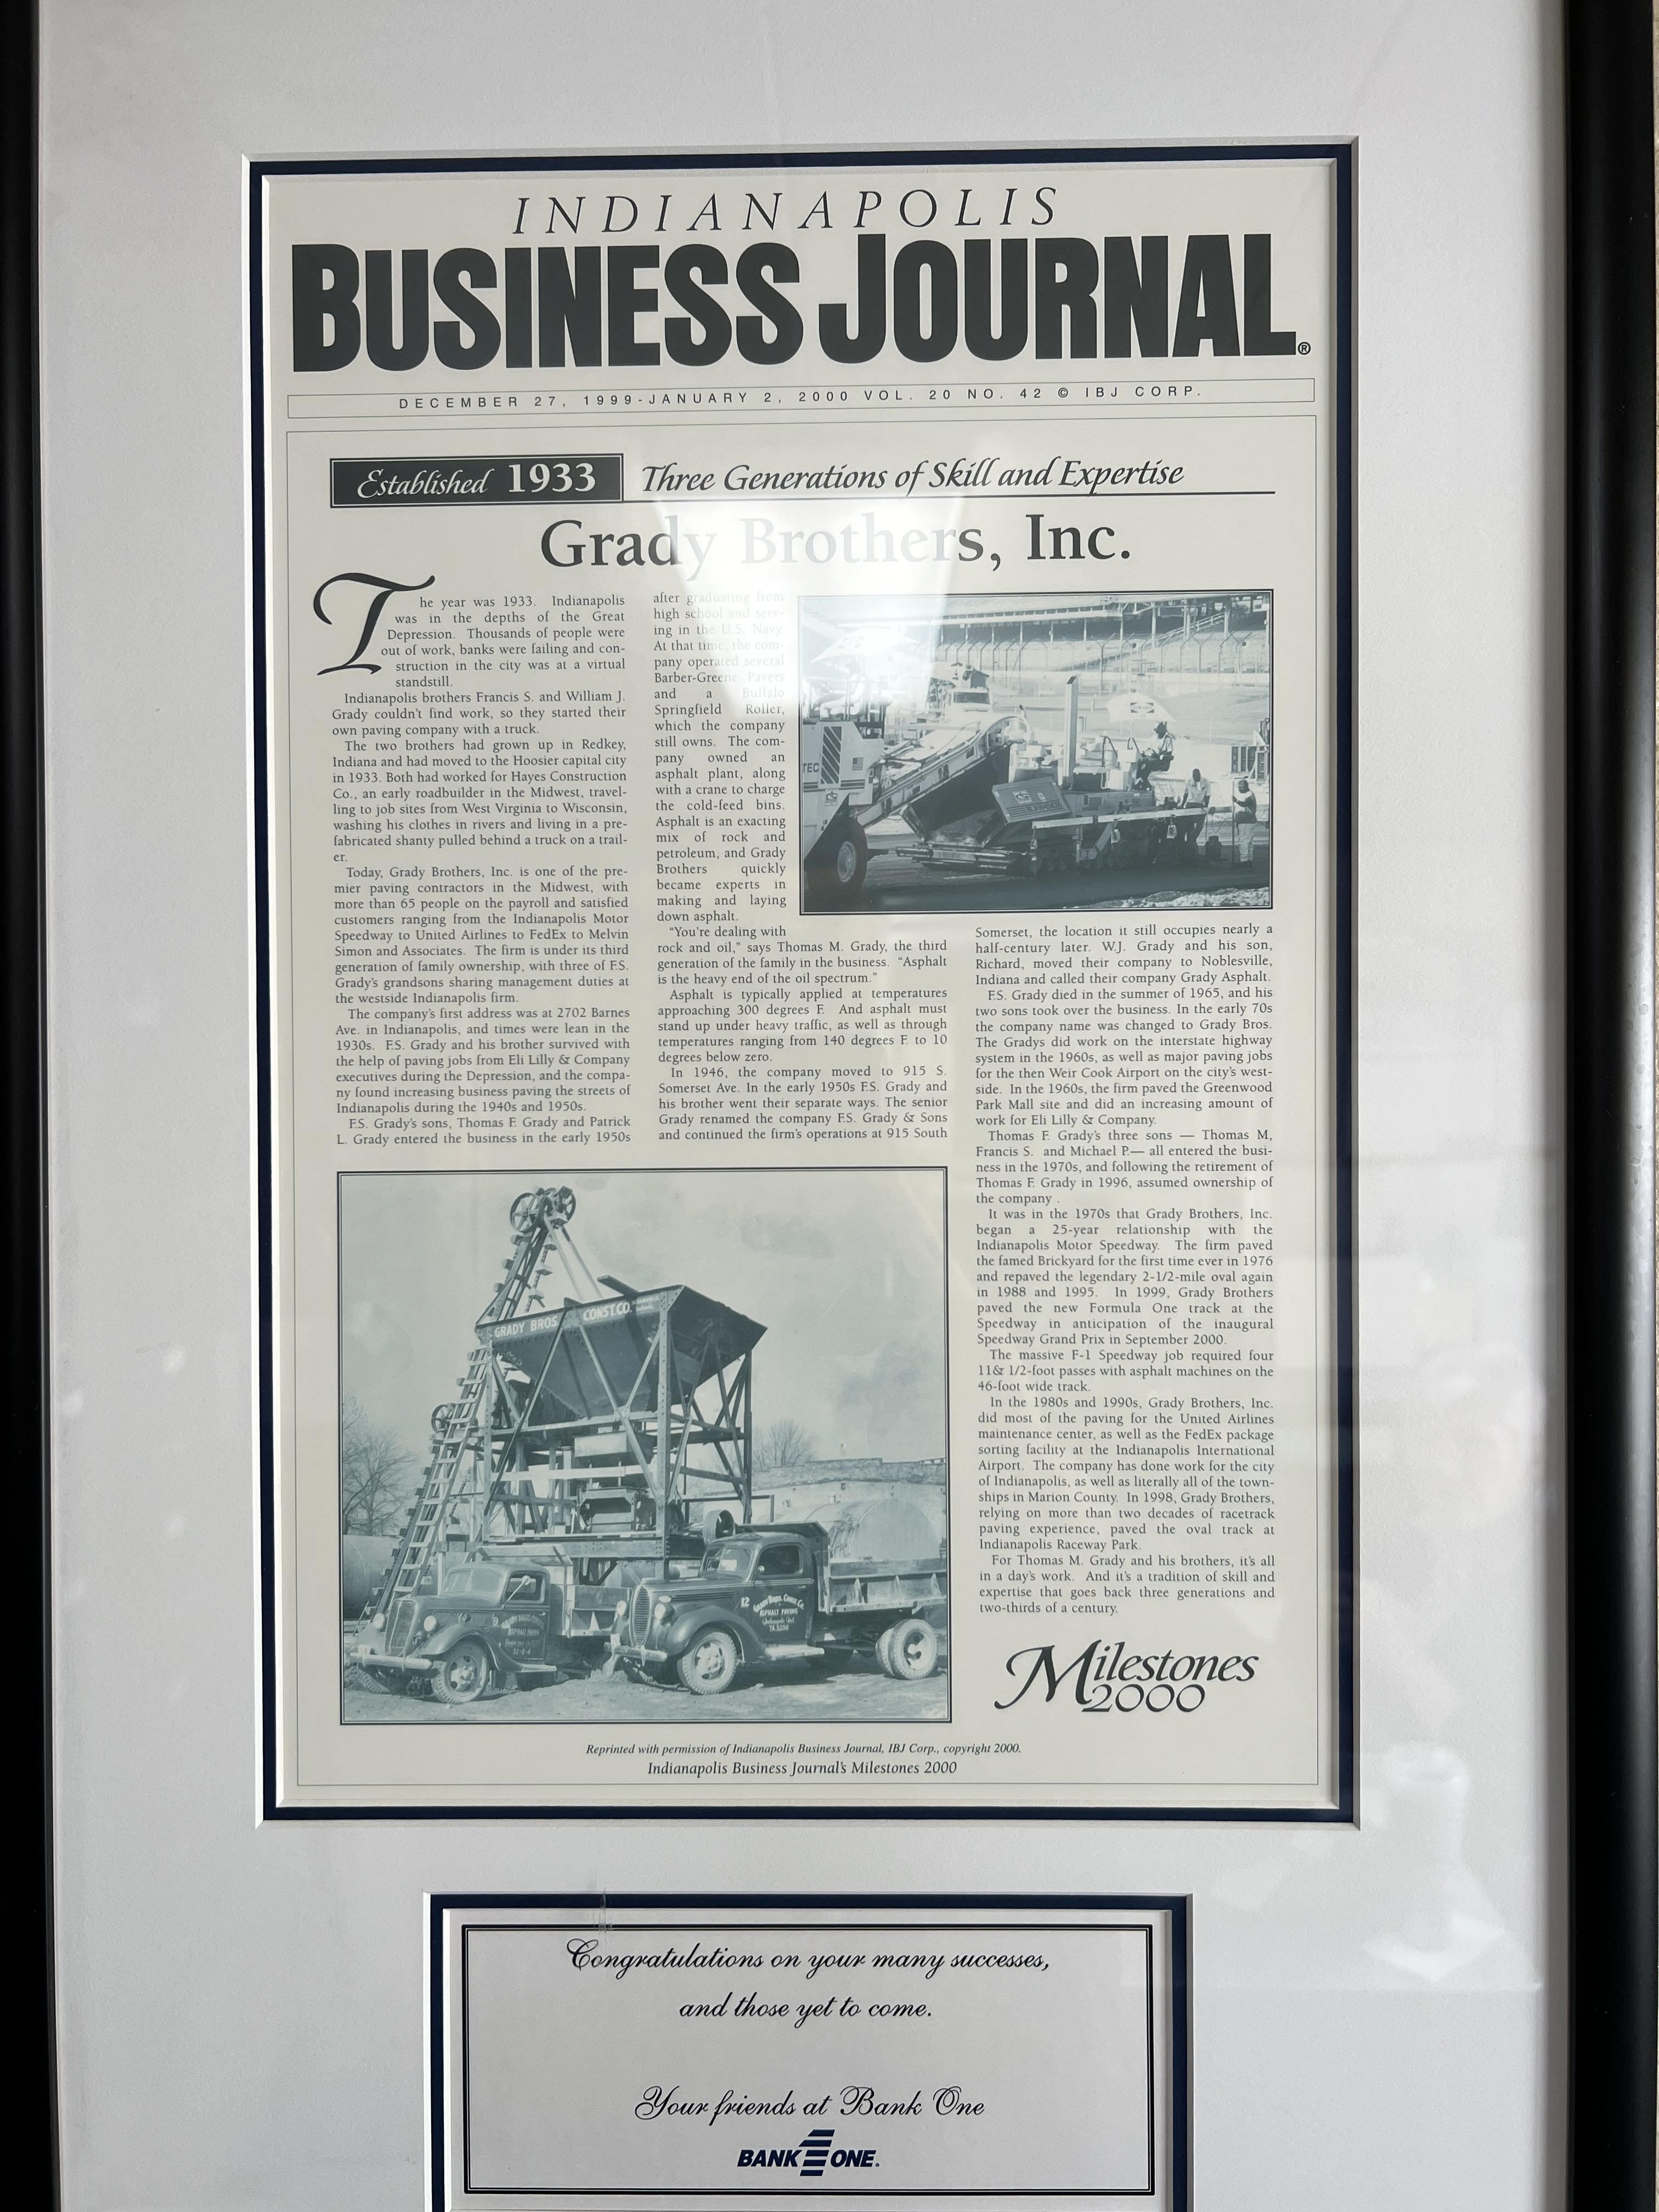 INDIANAPOLIS
BUSINESS JOURNAL®
DECEMBER 27, 1999-JANUARY 2, 2000 VOL. 20 NO. 42 © IBJ CORP.
Established 1933 Three Generations of Skill and Expertise
Grady Brothers, Inc.
The year was 1933. Indianapolis
was in the depths of the Great
Depression. Thousands of people were
out of work, banks were failing and con-
struction in the city was at a virtual
standstill.
Indianapolis brothers Francis S. and William J.
Grady couldn't find work, so they started their
own paving company with a truck.
The two brothers had grown up in Redkey,
Indiana and had moved to the Hoosier capital city
in 1933. Both had worked for Hayes Construction
Co., an early roadbuilder in the Midwest, travel-
ling to job sites from West Virginia to Wisconsin,
washing his clothes in rivers and living in a pre-
fabricated shanty pulled behind a truck on a trail-
er.
Today, Grady Brothers, Inc. is one of the pre-
mier paving contractors in the Midwest, with
more than 65 people on the payroll and satisfied
customers ranging from the Indianapolis Motor
Speedway to United Airlines to FedEx to Melvin
Simon and Associates. The firm is under its third
generation of family ownership, with three of F.S.
Grady's grandsons sharing management duties at
the westside Indianapolis firm.
The company's first address was at 2702 Barnes
Ave. in Indianapolis, and times were lean in the
1930s. F.S. Grady and his brother survived with
the help of paving jobs from Eli Lilly & Company
executives during the Depression, and the compa-
ny found increasing business paving the streets of
Indianapolis during the 1940s and 1950s.
F.S. Grady's sons, Thomas F. Grady and Patrick
L. Grady entered the business in the early 1950s
after graduating from
high school and serv-
ing in the U.S. Navy.
At that time, the com-
pany operated several
Barber-Greene Pavers
and a Buffalo
Springfield Roller,
which the company
still owns. The com-
pany owned an
asphalt plant, along
with a crane to charge
the cold-feed bins.
Asphalt is an exacting
mix of rock and
petroleum, and Grady
Brothers quickly
became experts in
making and laying
down asphalt.
"You're dealing with
rock and oil," says Thomas M. Grady, the third
generation of the family in the business. "Asphalt
is the heavy end of the oil spectrum."
Asphalt is typically applied at temperatures
approaching 300 degrees F. And asphalt must
stand up under heavy traffic, as well as through
temperatures ranging from 140 degrees F. to 10
degrees below zero.
In 1946, the company moved to 915 S.
Somerset Ave. In the early 1950s F.S. Grady and
his brother went their separate ways. The senior
Grady renamed the company F.S. Grady & Sons
and continued the firm's operations at 915 South
TEC
Somerset, the location it still occupies nearly a
half-century later. W.J. Grady and his son,
Richard, moved their company to Noblesville,
Indiana and called their company Grady Asphalt.
F.S. Grady died in the summer of 1965, and his
two sons took over the business. In the early 70s
the company name was changed to Grady Bros.
The Gradys did work on the interstate highway
system in the 1960s, as well as major paving jobs
for the then Weir Cook Airport on the city's west-
side. In the 1960s, the firm paved the Greenwood
Park Mall site and did an increasing amount of
work for Eli Lilly & Company.
Thomas F. Grady's three sons — Thomas M,
Francis S. and Michael P.— all entered the busi-
ness in the 1970s, and following the retirement of
Thomas F. Grady in 1996, assumed ownership of
the company .
It was in the 1970s that Grady Brothers, Inc.
began a 25-year relationship with the
Indianapolis Motor Speedway. The firm paved
the famed Brickyard for the first time ever in 1976
and repaved the legendary 2-1/2-mile oval again
in 1988 and 1995. In 1999, Grady Brothers
paved the new Formula One track at the
Speedway in anticipation of the inaugural
Speedway Grand Prix in September 2000.
The massive F-1 Speedway job required four
11& 1/2-foot passes with asphalt machines on the
46-foot wide track.
In the 1980s and 1990s, Grady Brothers, Inc.
did most of the paving for the United Airlines
maintenance center, as well as the FedEx package
sorting facility at the Indianapolis International
Airport. The company has done work for the city
of Indianapolis, as well as literally all of the town-
ships in Marion County. In 1998, Grady Brothers,
relying on more than two decades of racetrack
paving experience, paved the oval track at
Indianapolis Raceway Park.
For Thomas M. Grady and his brothers, it's all
in a day's work. And it's a tradition of skill and
expertise that goes back three generations and
two-thirds of a century.
GRADY BROS CONST. CO.
12
GRADY BROS. CONST. CO.
ASPHALT PAVING
Milestones
2000
Reprinted with permission of Indianapolis Business Journal, IBJ Corp., copyright 2000.
Indianapolis Business Journal's Milestones 2000
Congratulations on your many successes,
and those yet to come.
Your friends at Bank One
BANK ONE.